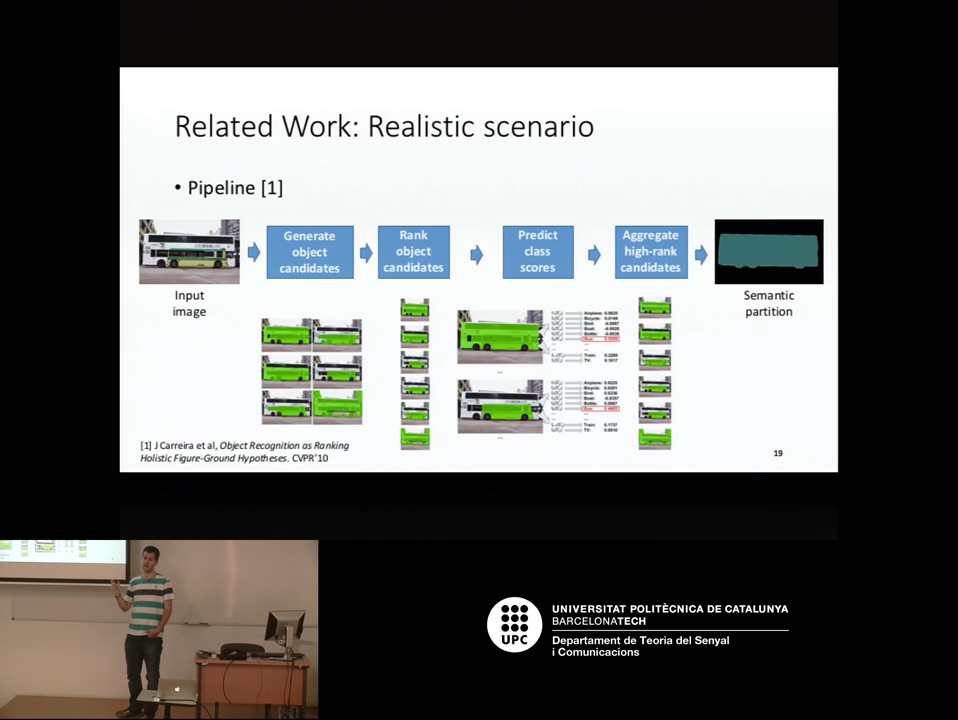 Related Work: Realistic scenario
• Pipeline [1]
Generate
object
candidates
Rank
object
candidates
Predict
class
scores
Aggregate
high-rank
candidates
Input
image
Semantic
partition
[1] J Carreira et al, Object Recognition as Ranking
Holistic Figure-Ground Hypotheses. CVPR'10
19
UPC
UNIVERSITAT POLITÈCNICA DE CATALUNYA
BARCELONATECH
Departament de Teoria del Senyal
i Comunicacions